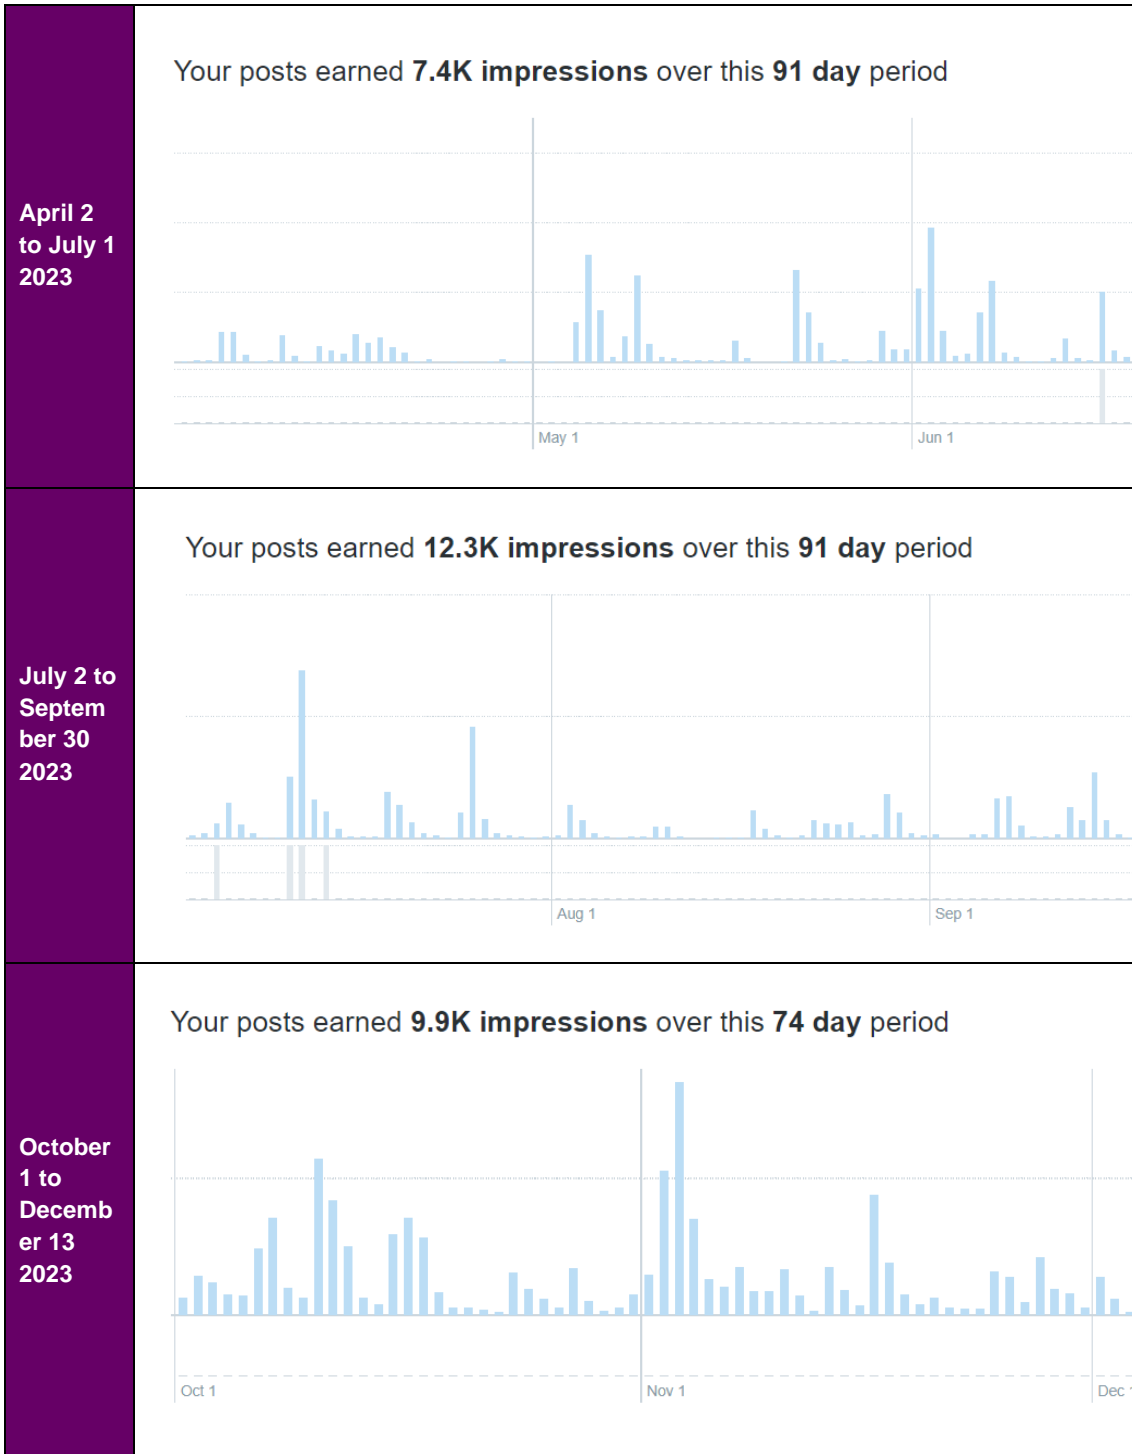 Your posts earned 7.4K impressions over this 91 day period
April 2
to July 1
2023
May 1
Jun 1
Your posts earned 12.3K impressions over this 91 day period
July 2 to
Septem
ber 30
2023
Aug 1
Sep 1
Your posts earned 9.9K impressions over this 74 day period
October
1 to
Decemb
er 13
2023
Oct 1
Nov 1
Dec